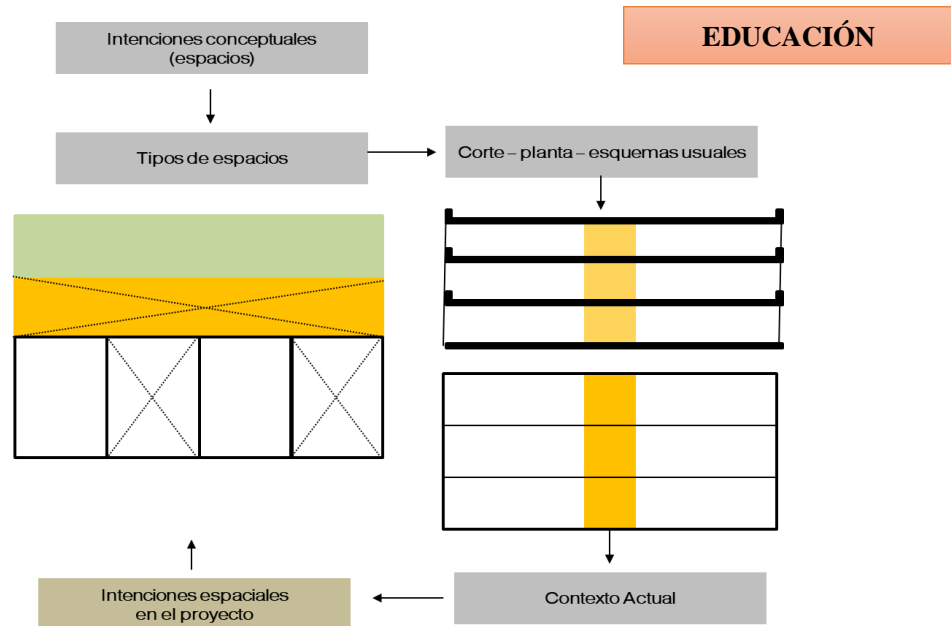 Intenciones conceptuales
(espacios)
EDUCACIÓN
Tipos de espacios
Corte – planta – esquemas usuales
Intenciones espaciales
en el proyecto
Contexto Actual